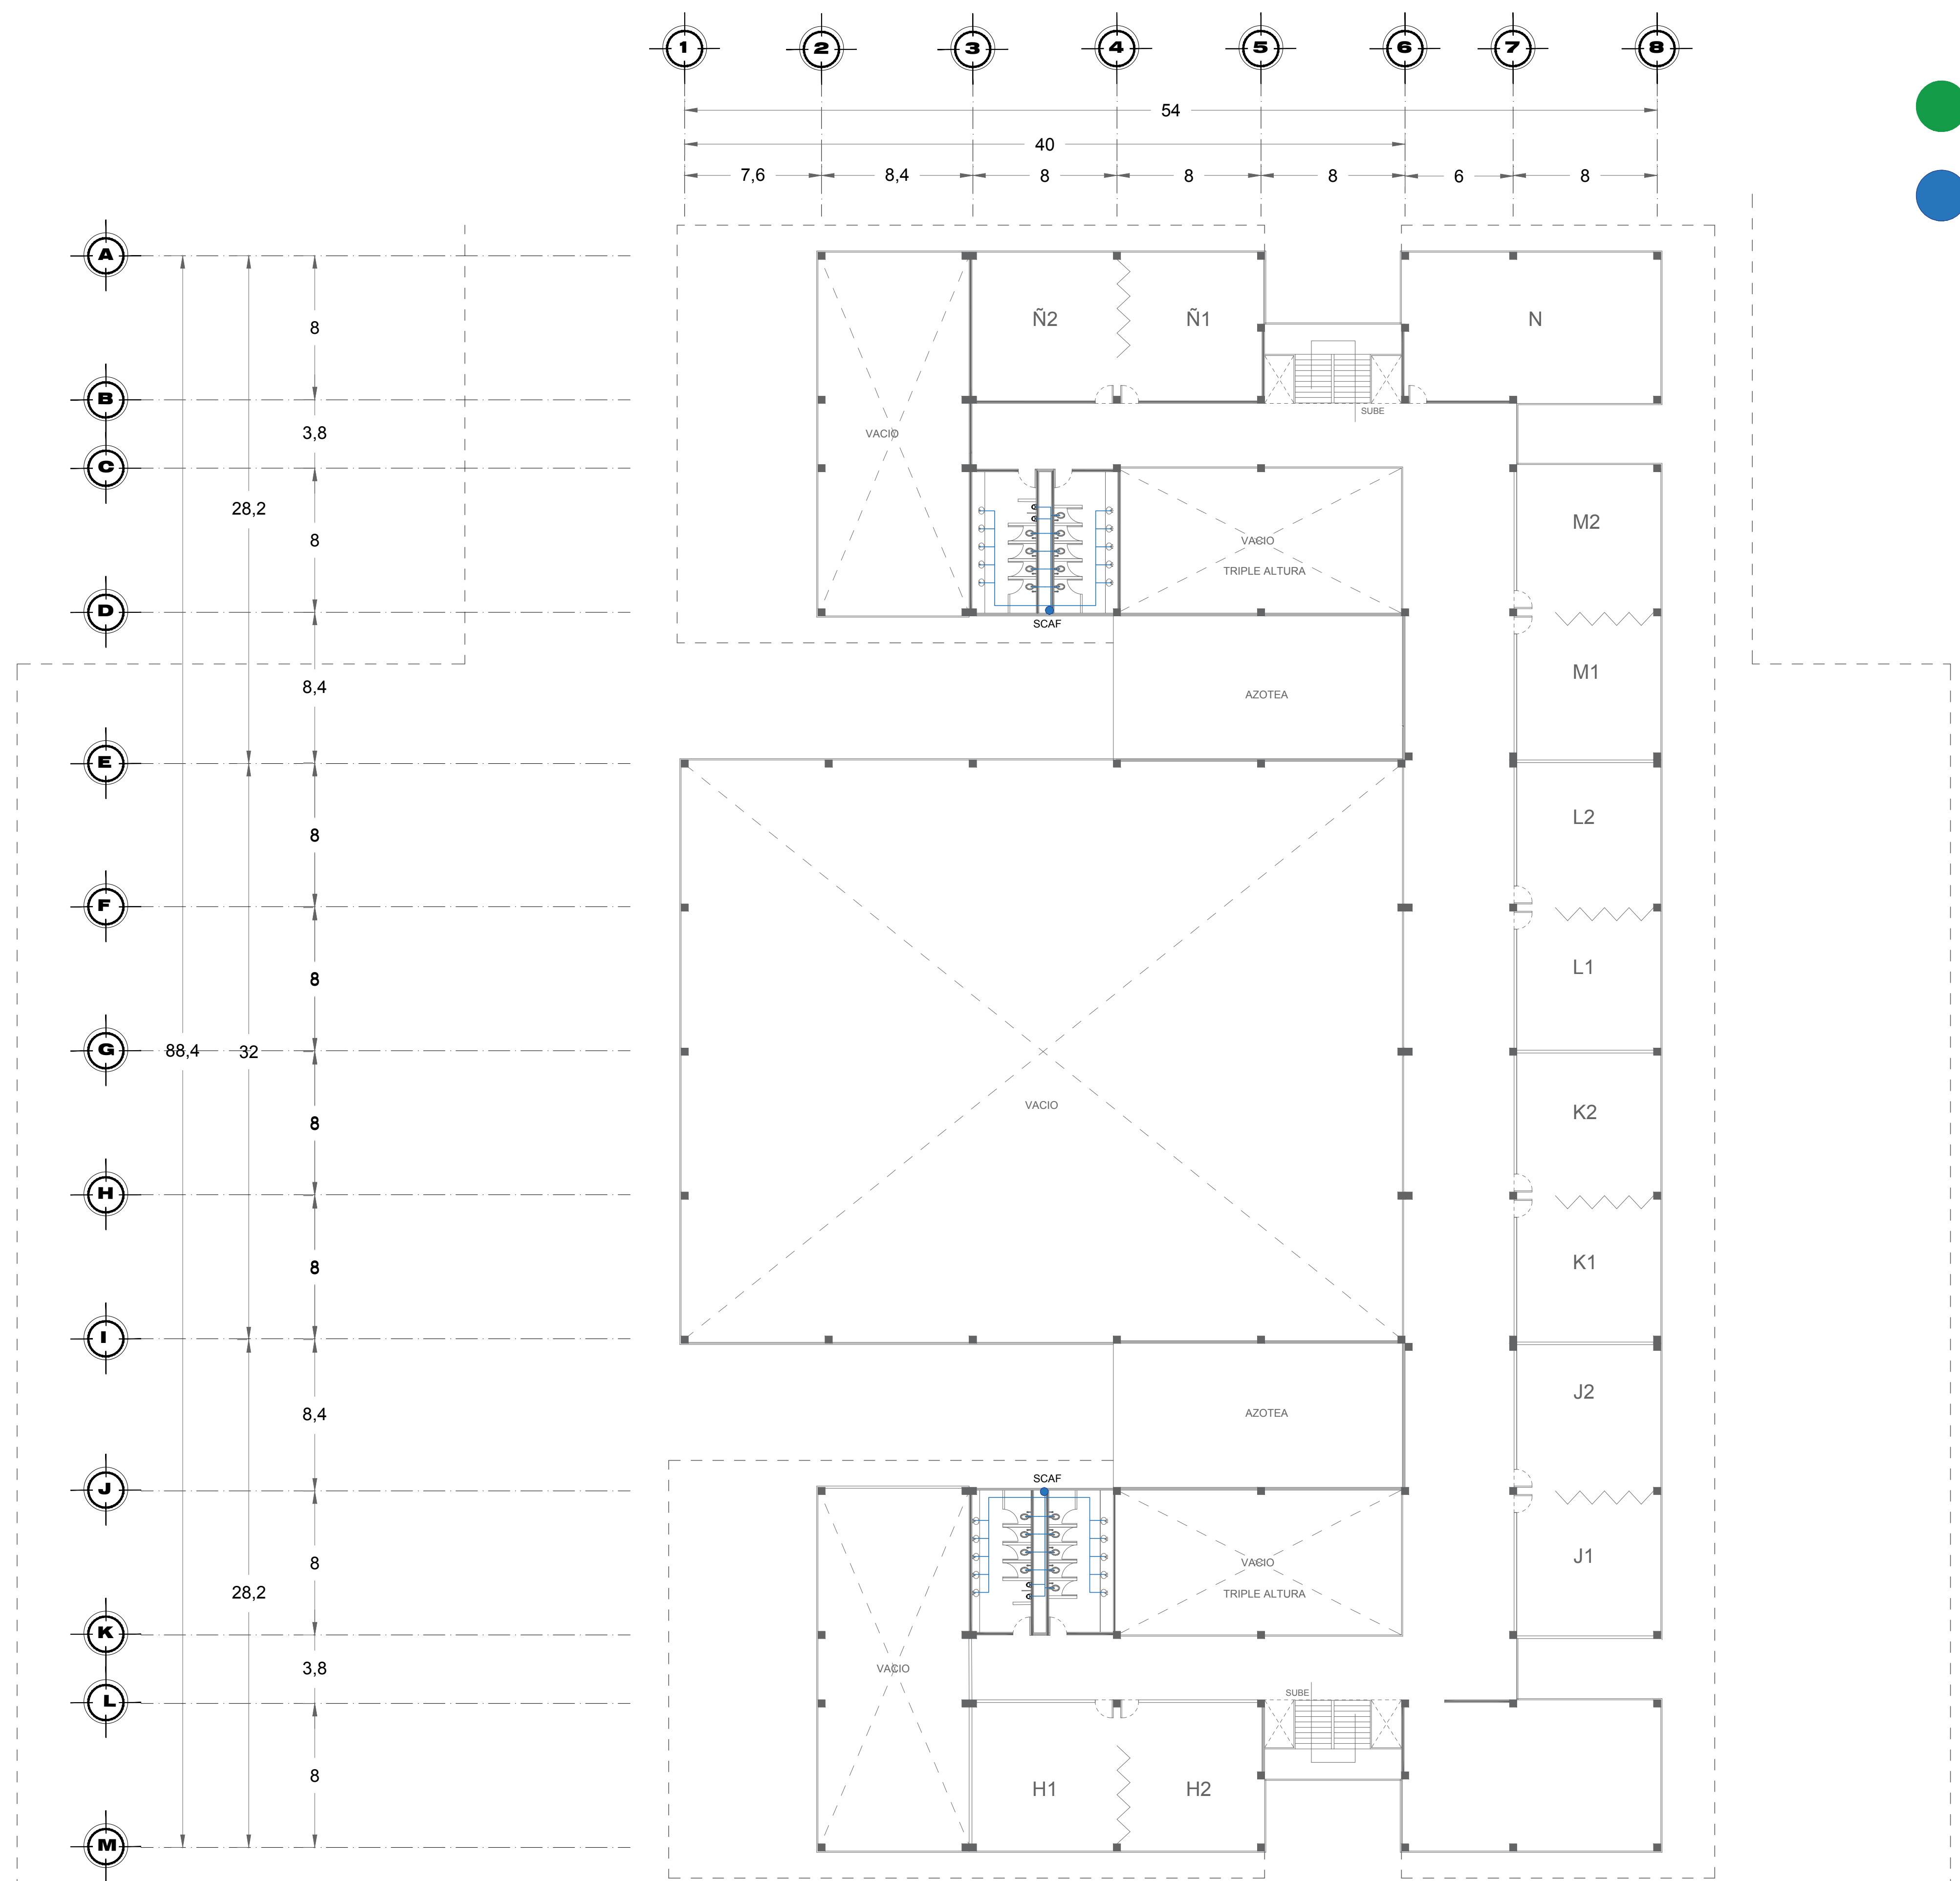 1 2 3 4 5 6 7 8
54
40
7,6 8,4 8 8 8 6 8
A
8
Ñ2 Ñ1 N
B
SUBE
3,8
VACIO
C
28,2
M2
8
VACIO
TRIPLE ALTURA
D
SCAF
M1
8,4
AZOTEA
E
L2
8
F
L1
8
G
88,4 32
VACIO
K2
8
H
K1
8
I
J2
8,4
AZOTEA
SCAF
J
J1
8
VACIO
28,2
TRIPLE ALTURA
K
3,8
VACIO
SUBE
L
8
H1 H2
M